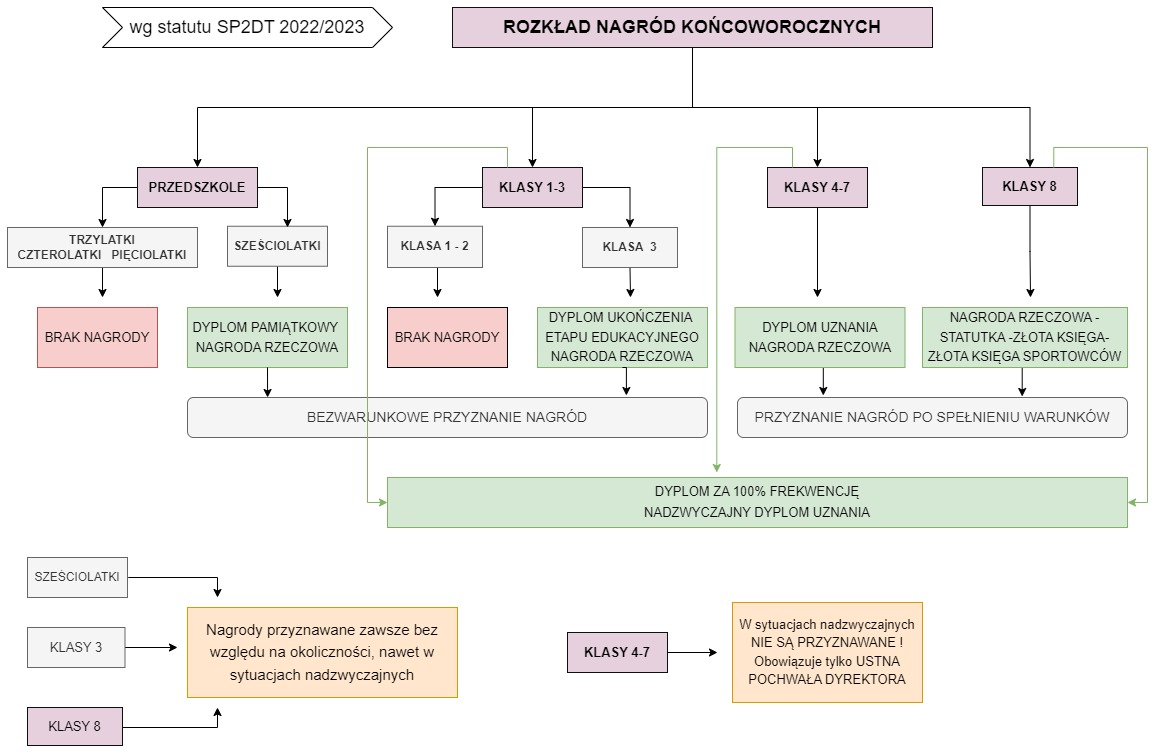 wg statutu SP2DT 2022/2023
ROZKŁAD NAGRÓD KOŃCOWOROCZNYCH
PRZEDSZKOLE
KLASY 1-3
KLASY 4-7
KLASY 8
TRZYLATKI
CZTEROLATKI PIĘCIOLATKI
SZEŚCIOLATKI
KLASA 1 - 2
KLASA 3
BRAK NAGRODY
DYPLOM PAMIĄTKOWY
NAGRODA RZECZOWA
BRAK NAGRODY
DYPLOM UKOŃCZENIA
ETAPU EDUKACYJNEGO
NAGRODA RZECZOWA
DYPLOM UZNANIA
NAGRODA RZECZOWA
NAGRODA RZECZOWA -
STATUTKA -ZŁOTA KSIĘGA-
ZŁOTA KSIĘGA SPORTOWCÓW
BEZWARUNKOWE PRZYZNANIE NAGRÓD
PRZYZNANIE NAGRÓD PO SPEŁNIENIU WARUNKÓW
DYPLOM ZA 100% FREKWENCJĘ
NADZWYCZAJNY DYPLOM UZNANIA
SZEŚCIOLATKI
KLASY 3
KLASY 8
Nagrody przyznawane zawsze bez
względu na okoliczności, nawet w
sytuacjach nadzwyczajnych
KLASY 4-7
W sytuacjach nadzwyczajnych
NIE SĄ PRZYZNAWANE !
Obowiązuje tylko USTNA
POCHWAŁA DYREKTORA